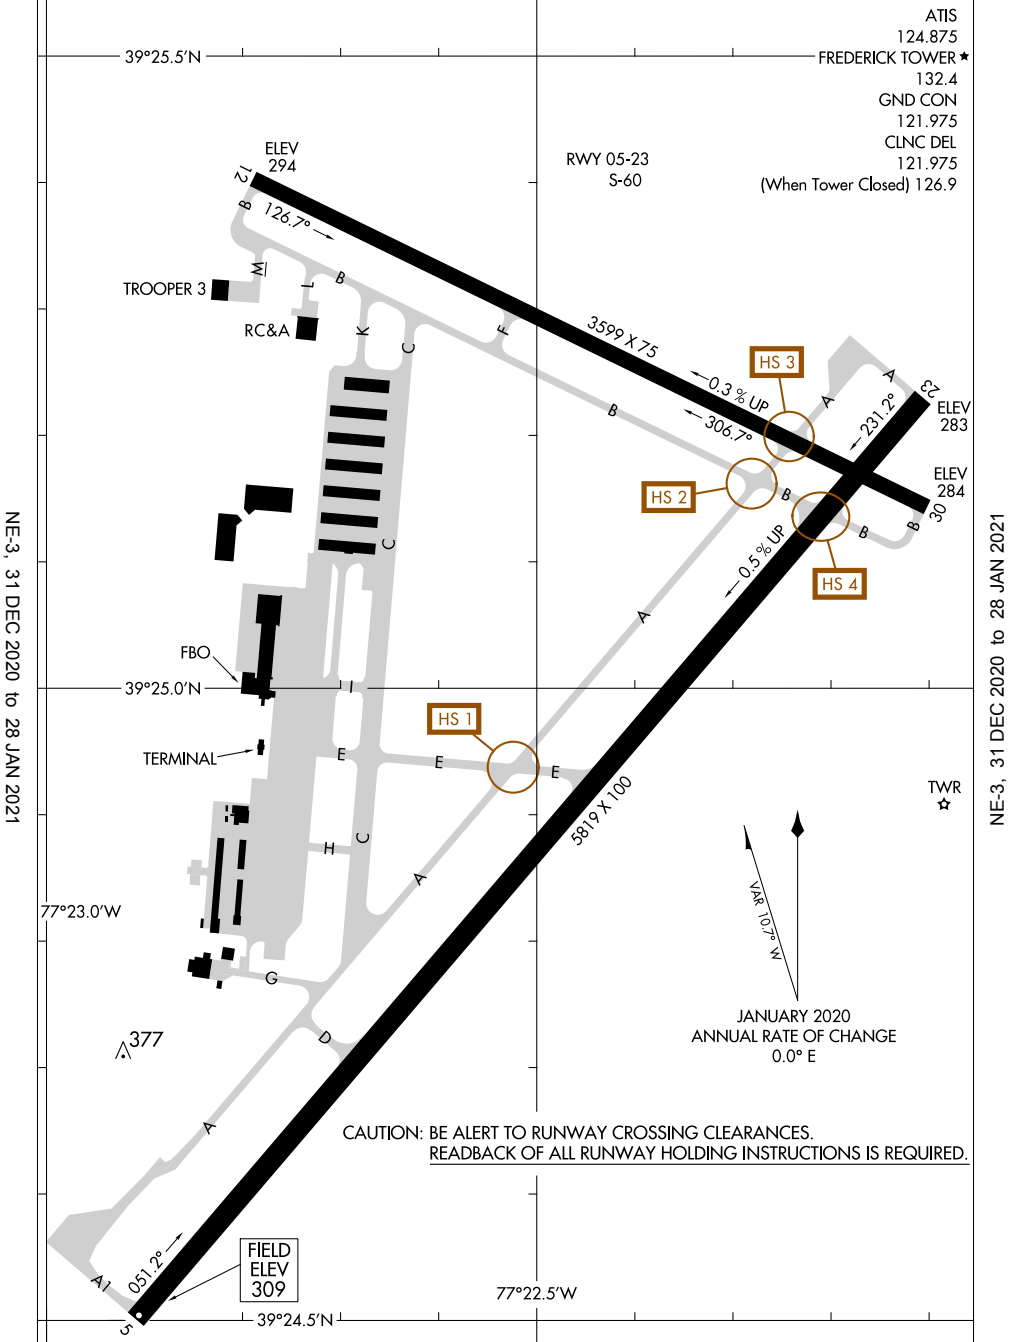 ATIS
124.875
39°25.5'N
FREDERICK TOWER ★
132.4
GND CON
121.975
CLNC DEL
121.975
(When Tower Closed) 126.9
RWY 05-23
S-60
ELEV
294
12
126.7°
B
M
L
B
TROOPER 3
RC&A
K
C
F
3599 X 75
HS 3
0.3 % UP
306.7°
A
A
23
231.2°
ELEV
283
B
HS 2
B
ELEV
284
30
B
B
HS 4
0.5 % UP
C
A
FBO
39°25.0'N
I
HS 1
TERMINAL
E
E
E
5819 X 100
TWR
H
C
A
VAR 10.7° W
77°23.0'W
G
JANUARY 2020
ANNUAL RATE OF CHANGE
0.0° E
377
D
A
CAUTION: BE ALERT TO RUNWAY CROSSING CLEARANCES.
READBACK OF ALL RUNWAY HOLDING INSTRUCTIONS IS REQUIRED.
FIELD
ELEV
309
051.2°
A1
5
77°22.5'W
39°24.5'N
NE-3, 31 DEC 2020 to 28 JAN 2021
NE-3, 31 DEC 2020 to 28 JAN 2021